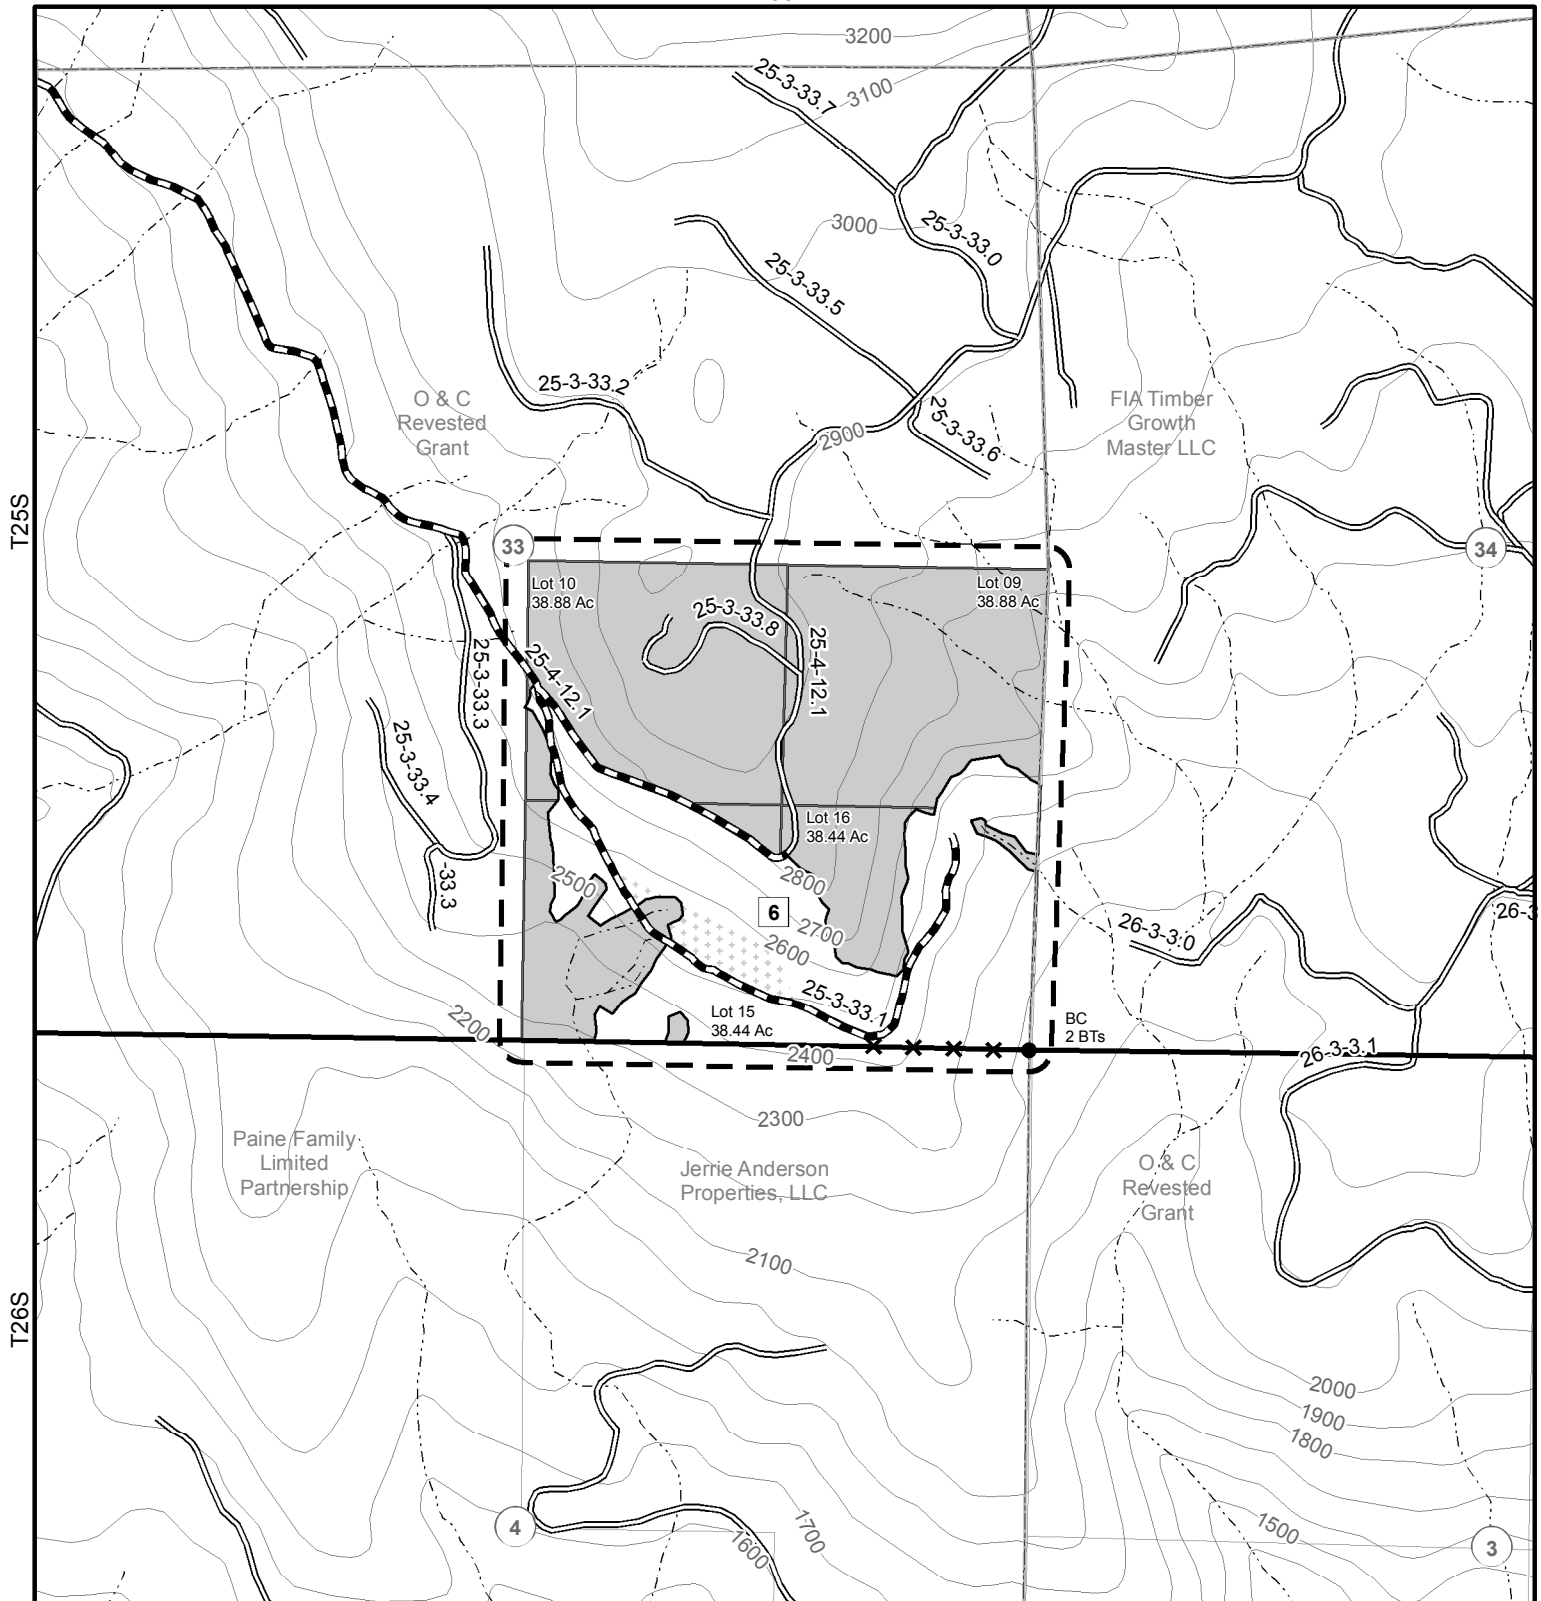 3200
25-3-33.7
3100
3000
25-3-33.0
25-3-33.5
25-3-33.2
O & C
Revested
Grant
FIA Timber
Growth
Master LLC
2900
25-3-33.6
T25S
33
34
Lot 10
38.88 Ac
Lot 09
38.88 Ac
25-3-33.8
25-4-12.1
25-4-12.1
25-3-33.3
25-3-33.4
Lot 16
38.44 Ac
2500
2800
-33.3
6
2700
2600
26-3-3.0
26-3
25-3-33.1
2200
Lot 15
38.44 Ac
BC
2 BTs
2400
26-3-3.1
2300
Paine Family
Limited
Partnership
Jerrie Anderson
Properties, LLC
O & C
Revested
Grant
2100
T26S
2000
1900
1800
4
1700
1600
1500
3